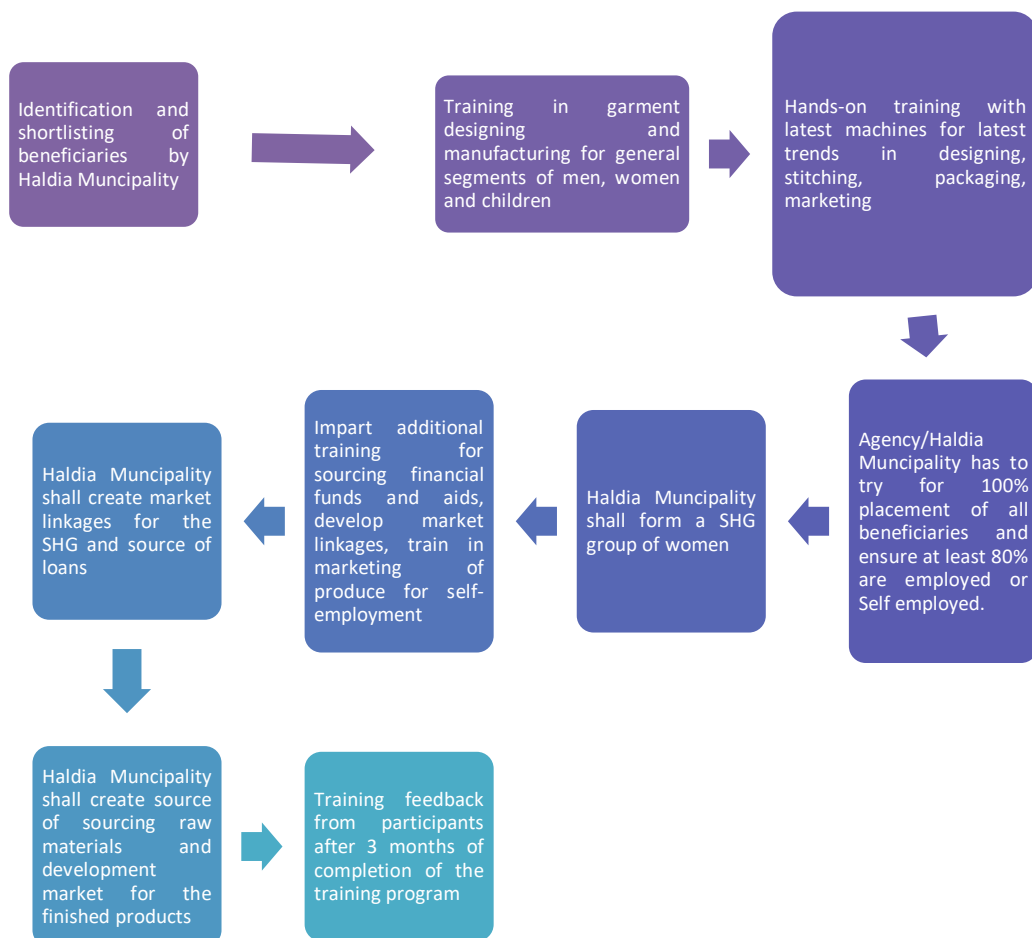 Identification and
shortlisting of
beneficiaries by
Haldia Muncipality
Training in garment
designing and
manufacturing for general
segments of men, women
and children
Hands-on training with
latest machines for latest
trends in designing,
stitching, packaging,
marketing
Agency/Haldia
Muncipality has to
try for 100%
placement of all
beneficiaries and
ensure at least 80%
are employed or
Self employed.
Haldia Muncipality
shall form a SHG
group of women
Impart additional
training for
sourcing financial
funds and aids,
develop market
linkages, train in
marketing of
produce for self-
employment
Haldia Muncipality
shall create market
linkages for the
SHG and source of
loans
Haldia Muncipality
shall create source
of sourcing raw
materials and
development
market for the
finished products
Training feedback
from participants
after 3 months of
completion of the
training program